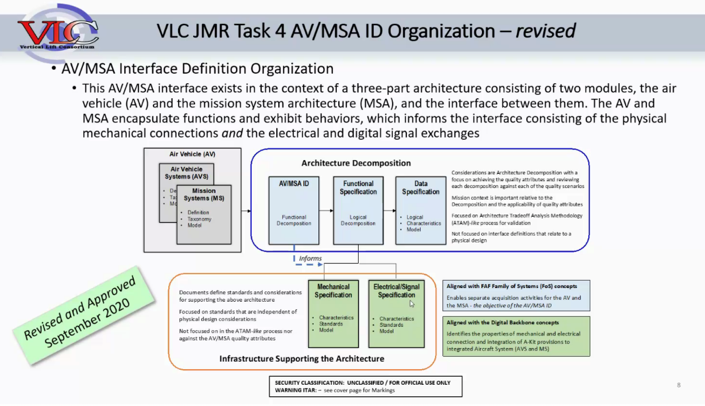 VLC
Vertical Lift Consortium
VLC JMR Task 4 AV/MSA ID Organization – revised
• AV/MSA Interface Definition Organization
• This AV/MSA interface exists in the context of a three-part architecture consisting of two modules, the air
vehicle (AV) and the mission system architecture (MSA), and the interface between them. The AV and
MSA encapsulate functions and exhibit behaviors, which informs the interface consisting of the physical
mechanical connections and the electrical and digital signal exchanges
Air Vehicle (AV)
Air Vehicle
Systems (AVS)
• De
• Ta
• Mo
Mission
Systems (MS)
• Definition
• Taxonomy
• Model
Architecture Decomposition
AV/MSA ID
Functional
Decomposition
Functional
Specification
Logical
Decomposition
Data
Specification
• Logical
• Characteristics
• Model
Considerations are Architecture Decomposition with a
focus on achieving the quality attributes and reviewing
each decomposition against each of the quality scenarios
Mission context is important relative to the
Decomposition and the applicability of quality attributes
Focused on Architecture Tradeoff Analysis Methodology
(ATAM)-like process for validation
Not focused on interface definitions that relate to a
physical design
Informs
Revised and Approved
September 2020
Documents define standards and considerations
for supporting the above architecture
Focused on standards that are independent of
physical design considerations
Not focused on in the ATAM-like process nor
against the AV/MSA quality attributes
Mechanical
Specification
• Characteristics
• Standards
• Model
Electrical/Signal
Specification
• Characteristics
• Standards
• Model
Infrastructure Supporting the Architecture
Aligned with FAF Family of Systems (FoS) concepts
Enables separate acquisition activities for the AV and
the MSA - the objective of the AV/MSA ID
Aligned with the Digital Backbone concepts
Identifies the properties of mechanical and electrical
connection and integration of A-Kit provisions to
integrated Aircraft System (AVS and MS)
SECURITY CLASSIFICATION: UNCLASSIFIED / FOR OFFICIAL USE ONLY
WARNING ITAR: – see cover page for Markings
8